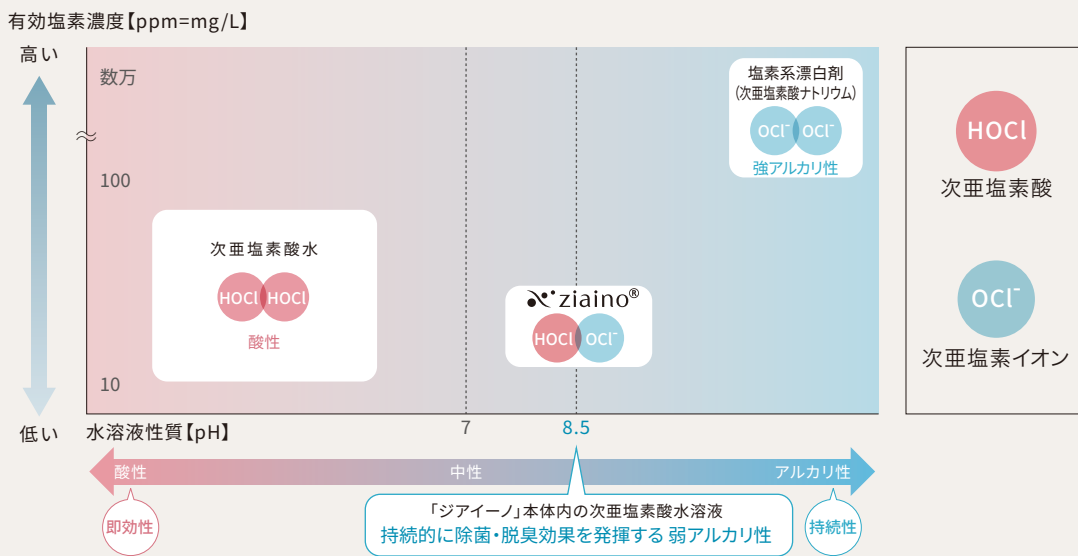 有効塩素濃度【ppm=mg/L】
高い
数万
100
10
低い
塩素系漂白剤
(次亜塩素酸ナトリウム)
OCl⁻ OCl⁻
強アルカリ性
次亜塩素酸水
HOCl HOCl
酸性
ziaino®
HOCl OCl⁻
HOCl
次亜塩素酸
OCl⁻
次亜塩素イオン
水溶液性質【pH】
7
8.5
酸性
中性
アルカリ性
即効性
「ジアイーノ」本体内の次亜塩素酸水溶液
持続的に除菌・脱臭効果を発揮する 弱アルカリ性
持続性